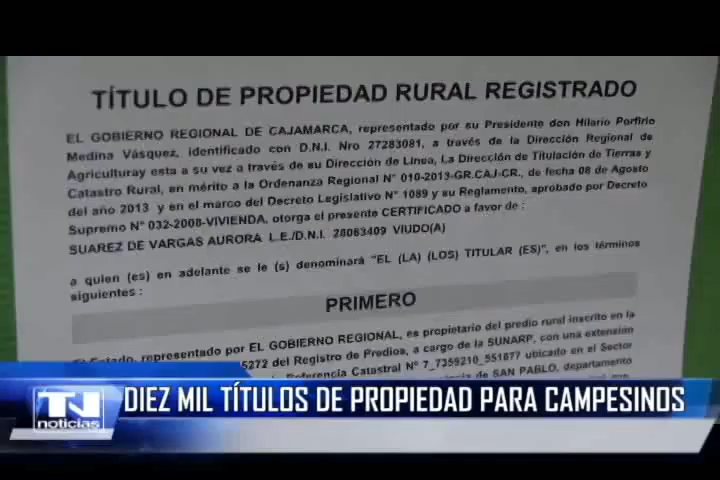 TÍTULO DE PROPIEDAD RURAL REGISTRADO
EL GOBIERNO REGIONAL DE CAJAMARCA, representado por su Presidente don Hilario Porfirio
Medina Vásquez, identificado con D.N.I. Nro 27283081, a través de la Dirección Regional de
Agriculturay esta a su vez a través de su Dirección de Línea, La Dirección de Titulación de Tierras y
Catastro Rural, en mérito a la Ordenanza Regional N° 010-2013-GR.CAJ-CR., de fecha 08 de Agosto
del año 2013 y en el marco del Decreto Legislativo N° 1089 y su Reglamento, aprobado por Decreto
Supremo N° 032-2008-VIVIENDA, otorga el presente CERTIFICADO a favor de :
SUAREZ DE VARGAS AURORA L.E./D.N.I. 28063409 VIUDO(A)
a quien (es) en adelante se le (s) denominará "EL (LA) (LOS) TITULAR (ES)", en los términos
siguientes :
PRIMERO
El Estado, representado por EL GOBIERNO REGIONAL, es propietario del predio rural inscrito en la
5272 del Registro de Predios, a cargo de la SUNARP, con una extensión
Referencia Catastral N° 7_7359210_551877 ubicado en el Sector
de SAN PABLO, departamento
TN
noticias
DIEZ MIL TÍTULOS DE PROPIEDAD PARA CAMPESINOS